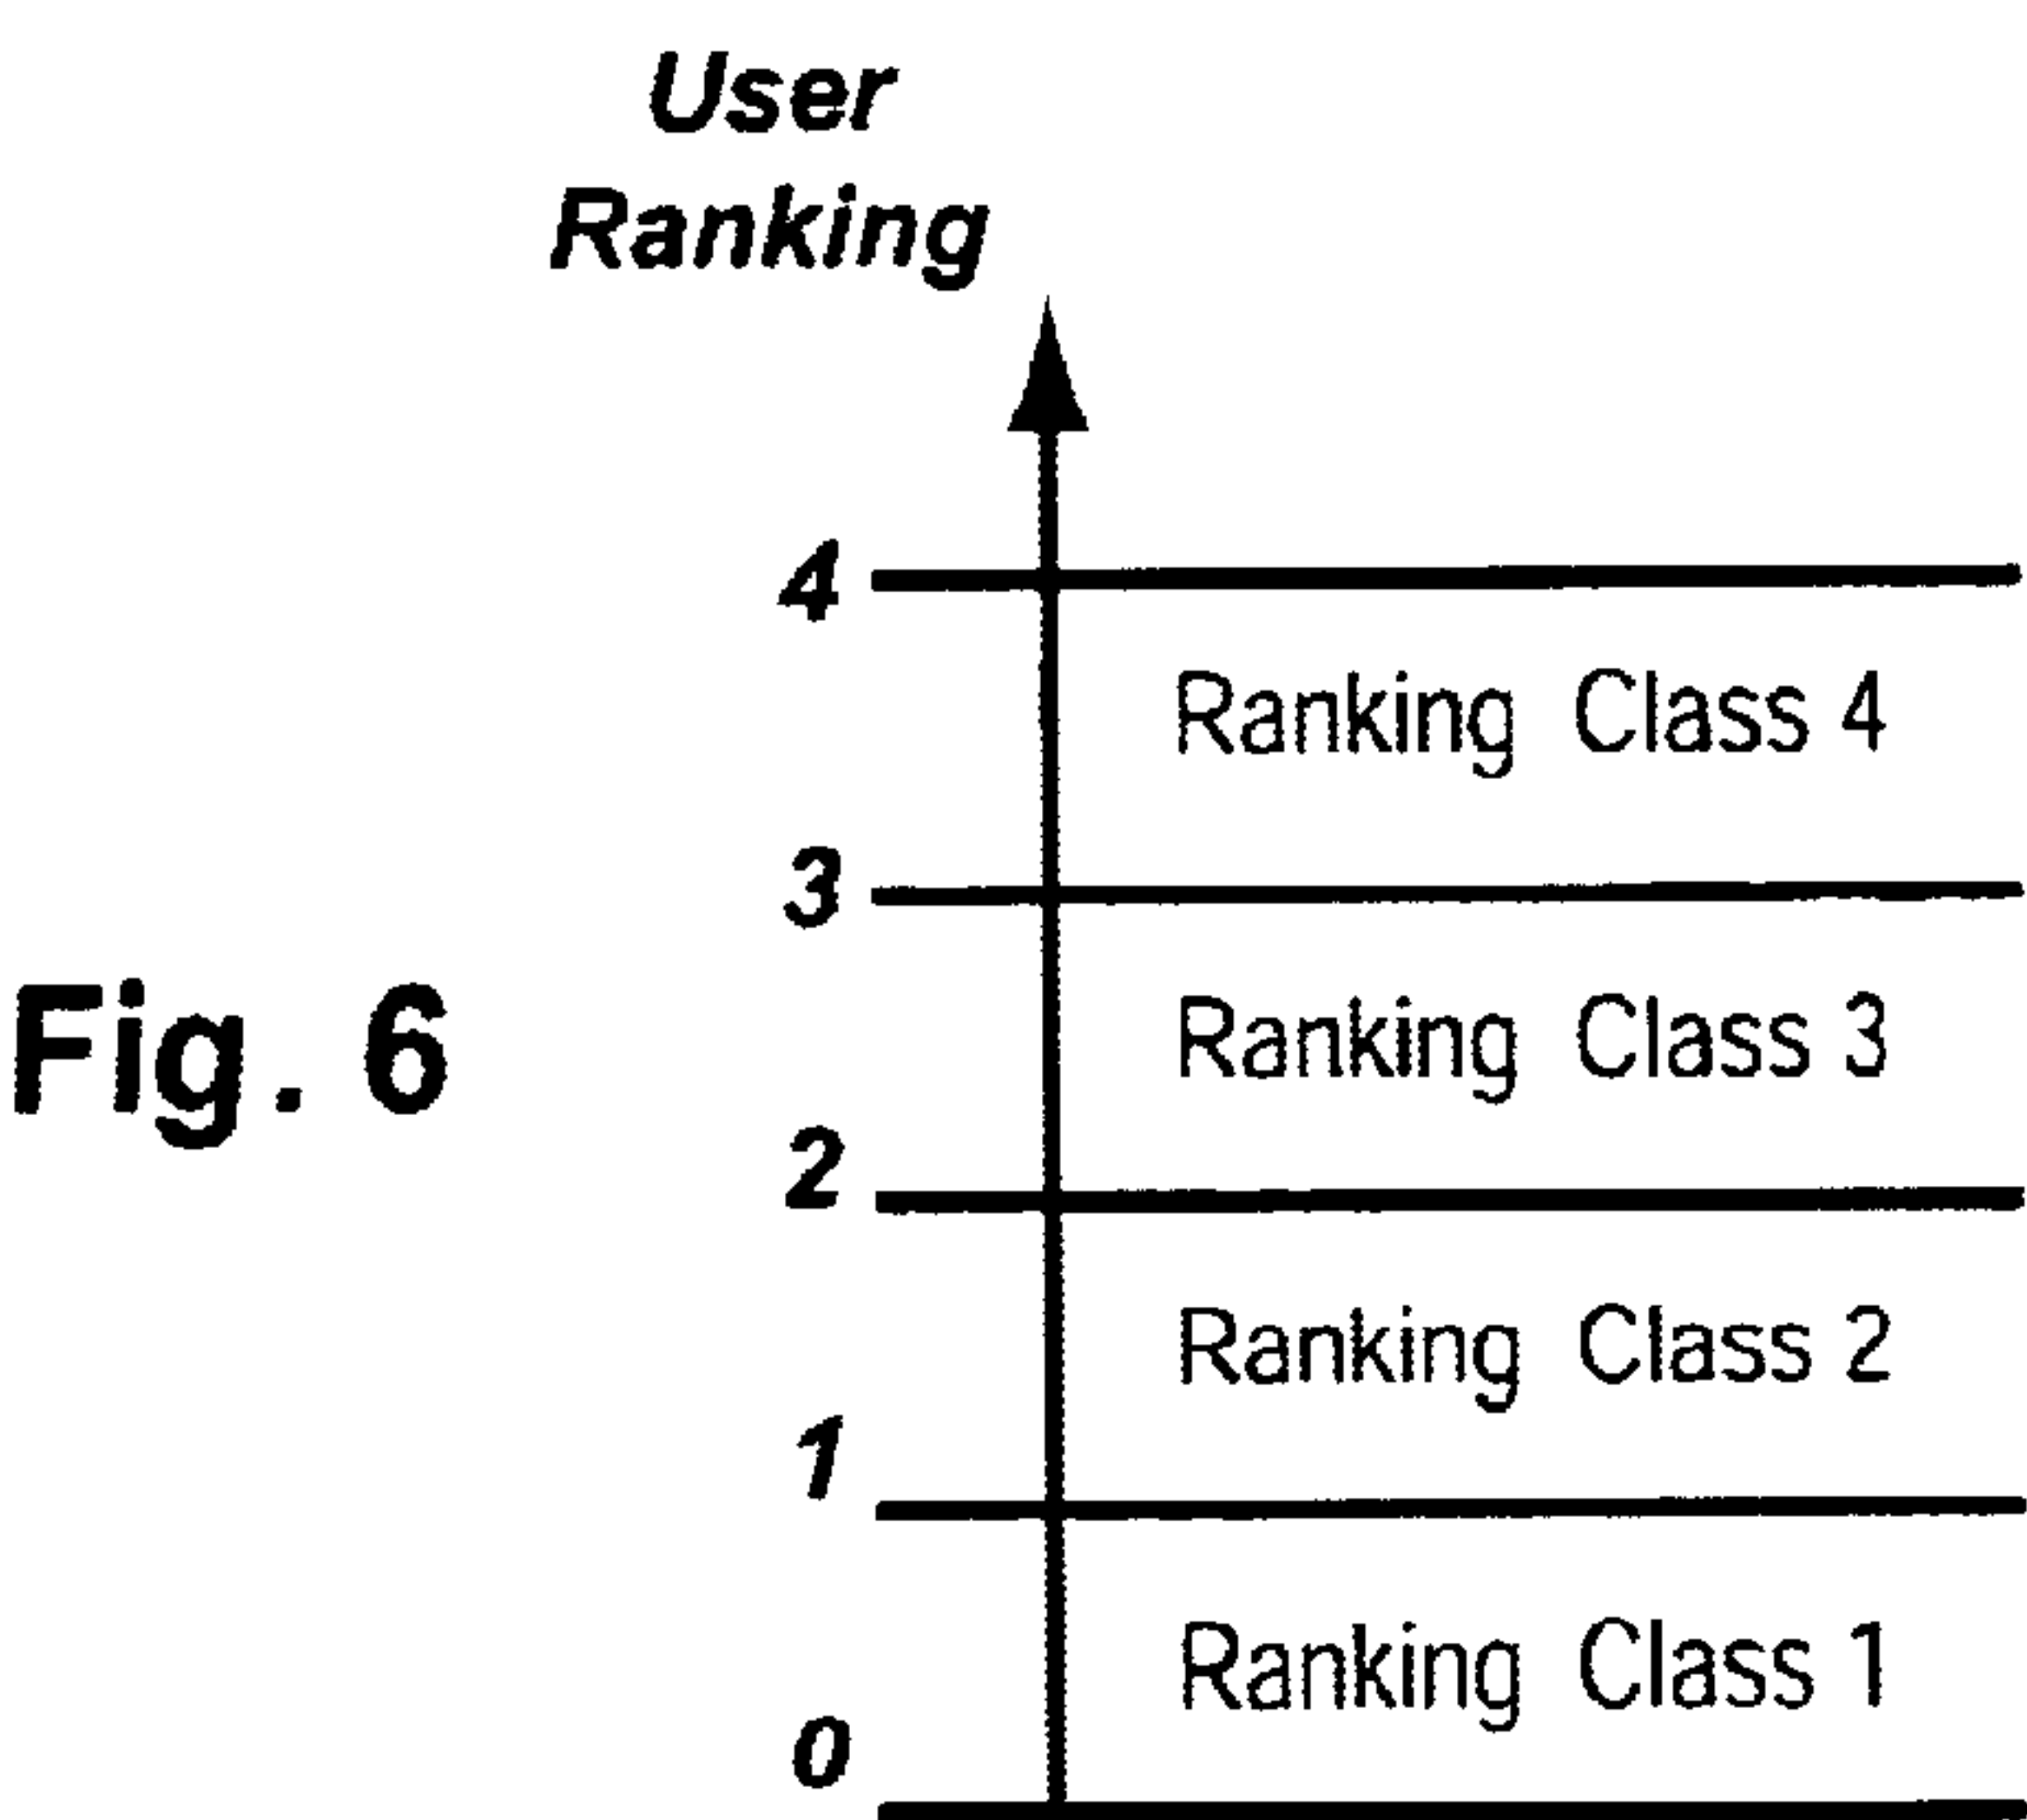 User
Ranking
4
Ranking Class 4
3
Fig. 6
Ranking Class 3
2
Ranking Class 2
1
Ranking Class 1
0